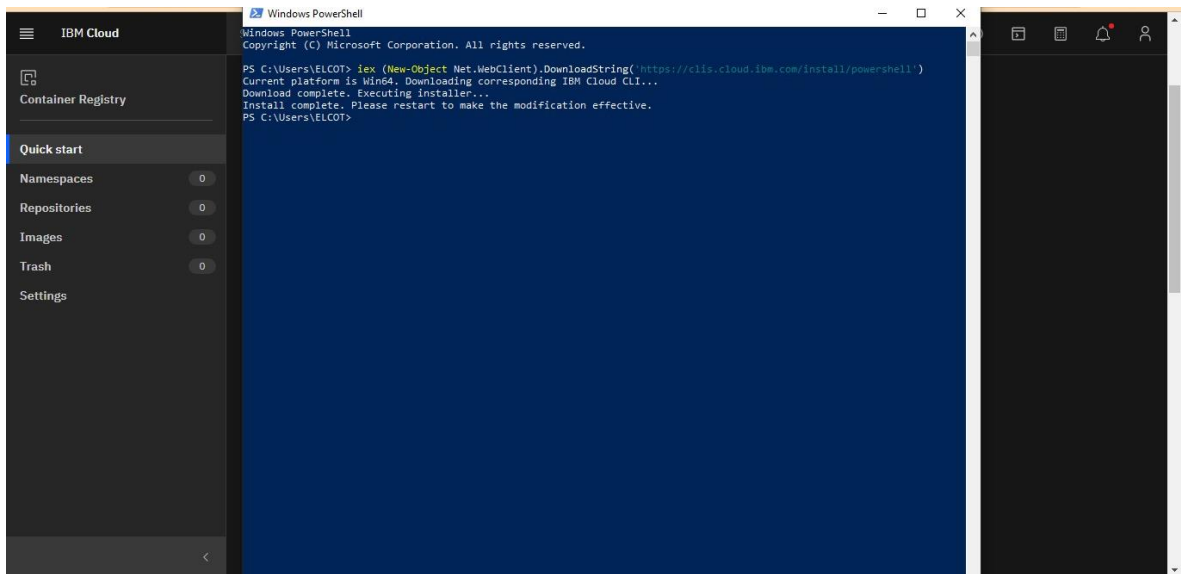 IBM Cloud
Container Registry
Quick start
Namespaces 0
Repositories 0
Images 0
Trash 0
Settings
Windows PowerShell
Windows PowerShell
Copyright (C) Microsoft Corporation. All rights reserved.
PS C:\Users\ELCOT> iex (New-Object Net.WebClient).DownloadString('https://clis.cloud.ibm.com/install/powershell')
Current platform is Win64. Downloading corresponding IBM Cloud CLI...
Download complete. Executing installer...
Install complete. Please restart to make the modification effective.
PS C:\Users\ELCOT>